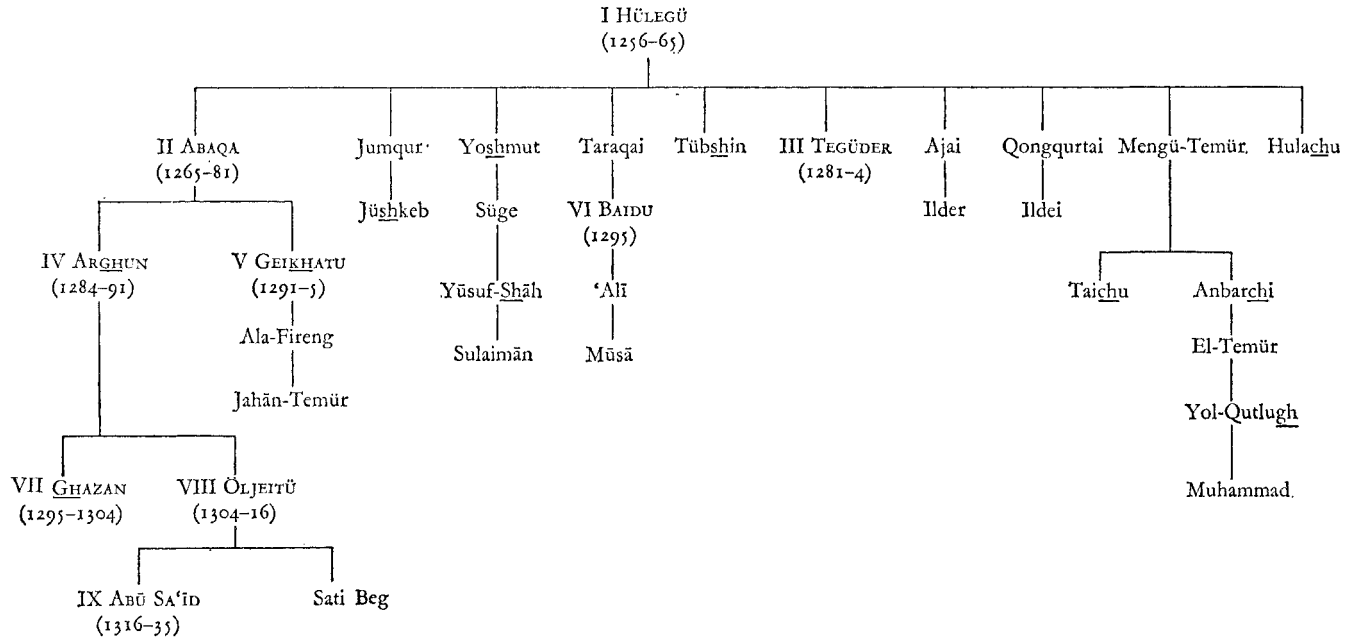 I HÜLEGÜ
(1256–65)
II ABAQA
(1265–81)
Jumqur
Yoshmut
Taraqai
Tübshin
III TEGÜDER
(1281–4)
Ajai
Qongqurtai
Mengü-Temür.
Hulachu
Jüshkeb
Süge
VI BAIDU
(1295)
Ilder
Ildei
IV ARGHUN
(1284–91)
V GEIKHATU
(1291–5)
Yūsuf-Shāh
ʻAlī
Taichu
Anbarchi
Ala-Fireng
Sulaimān
Mūsā
El-Temür
Jahān-Temür
Yol-Qutlugh
VII GHAZAN
(1295–1304)
VIII ÖLJEITÜ
(1304–16)
Muhammad.
IX ABŪ SAʻĪD
(1316–35)
Sati Beg